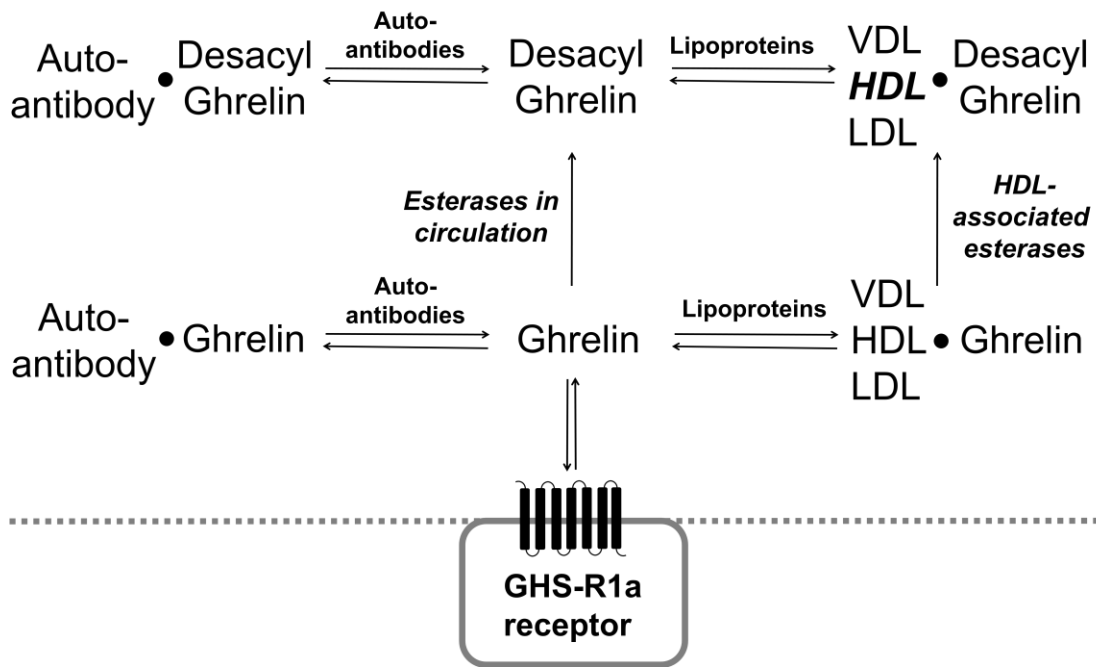 Auto-
antibody • Desacyl
Ghrelin
Auto-
antibodies
Desacyl
Ghrelin
Lipoproteins
VDL
HDL •
LDL
Desacyl
Ghrelin
Esterases in
circulation
HDL-
associated
esterases
Auto-
antibody • Ghrelin
Auto-
antibodies
Ghrelin
Lipoproteins
VDL
HDL • Ghrelin
LDL
GHS-R1a
receptor